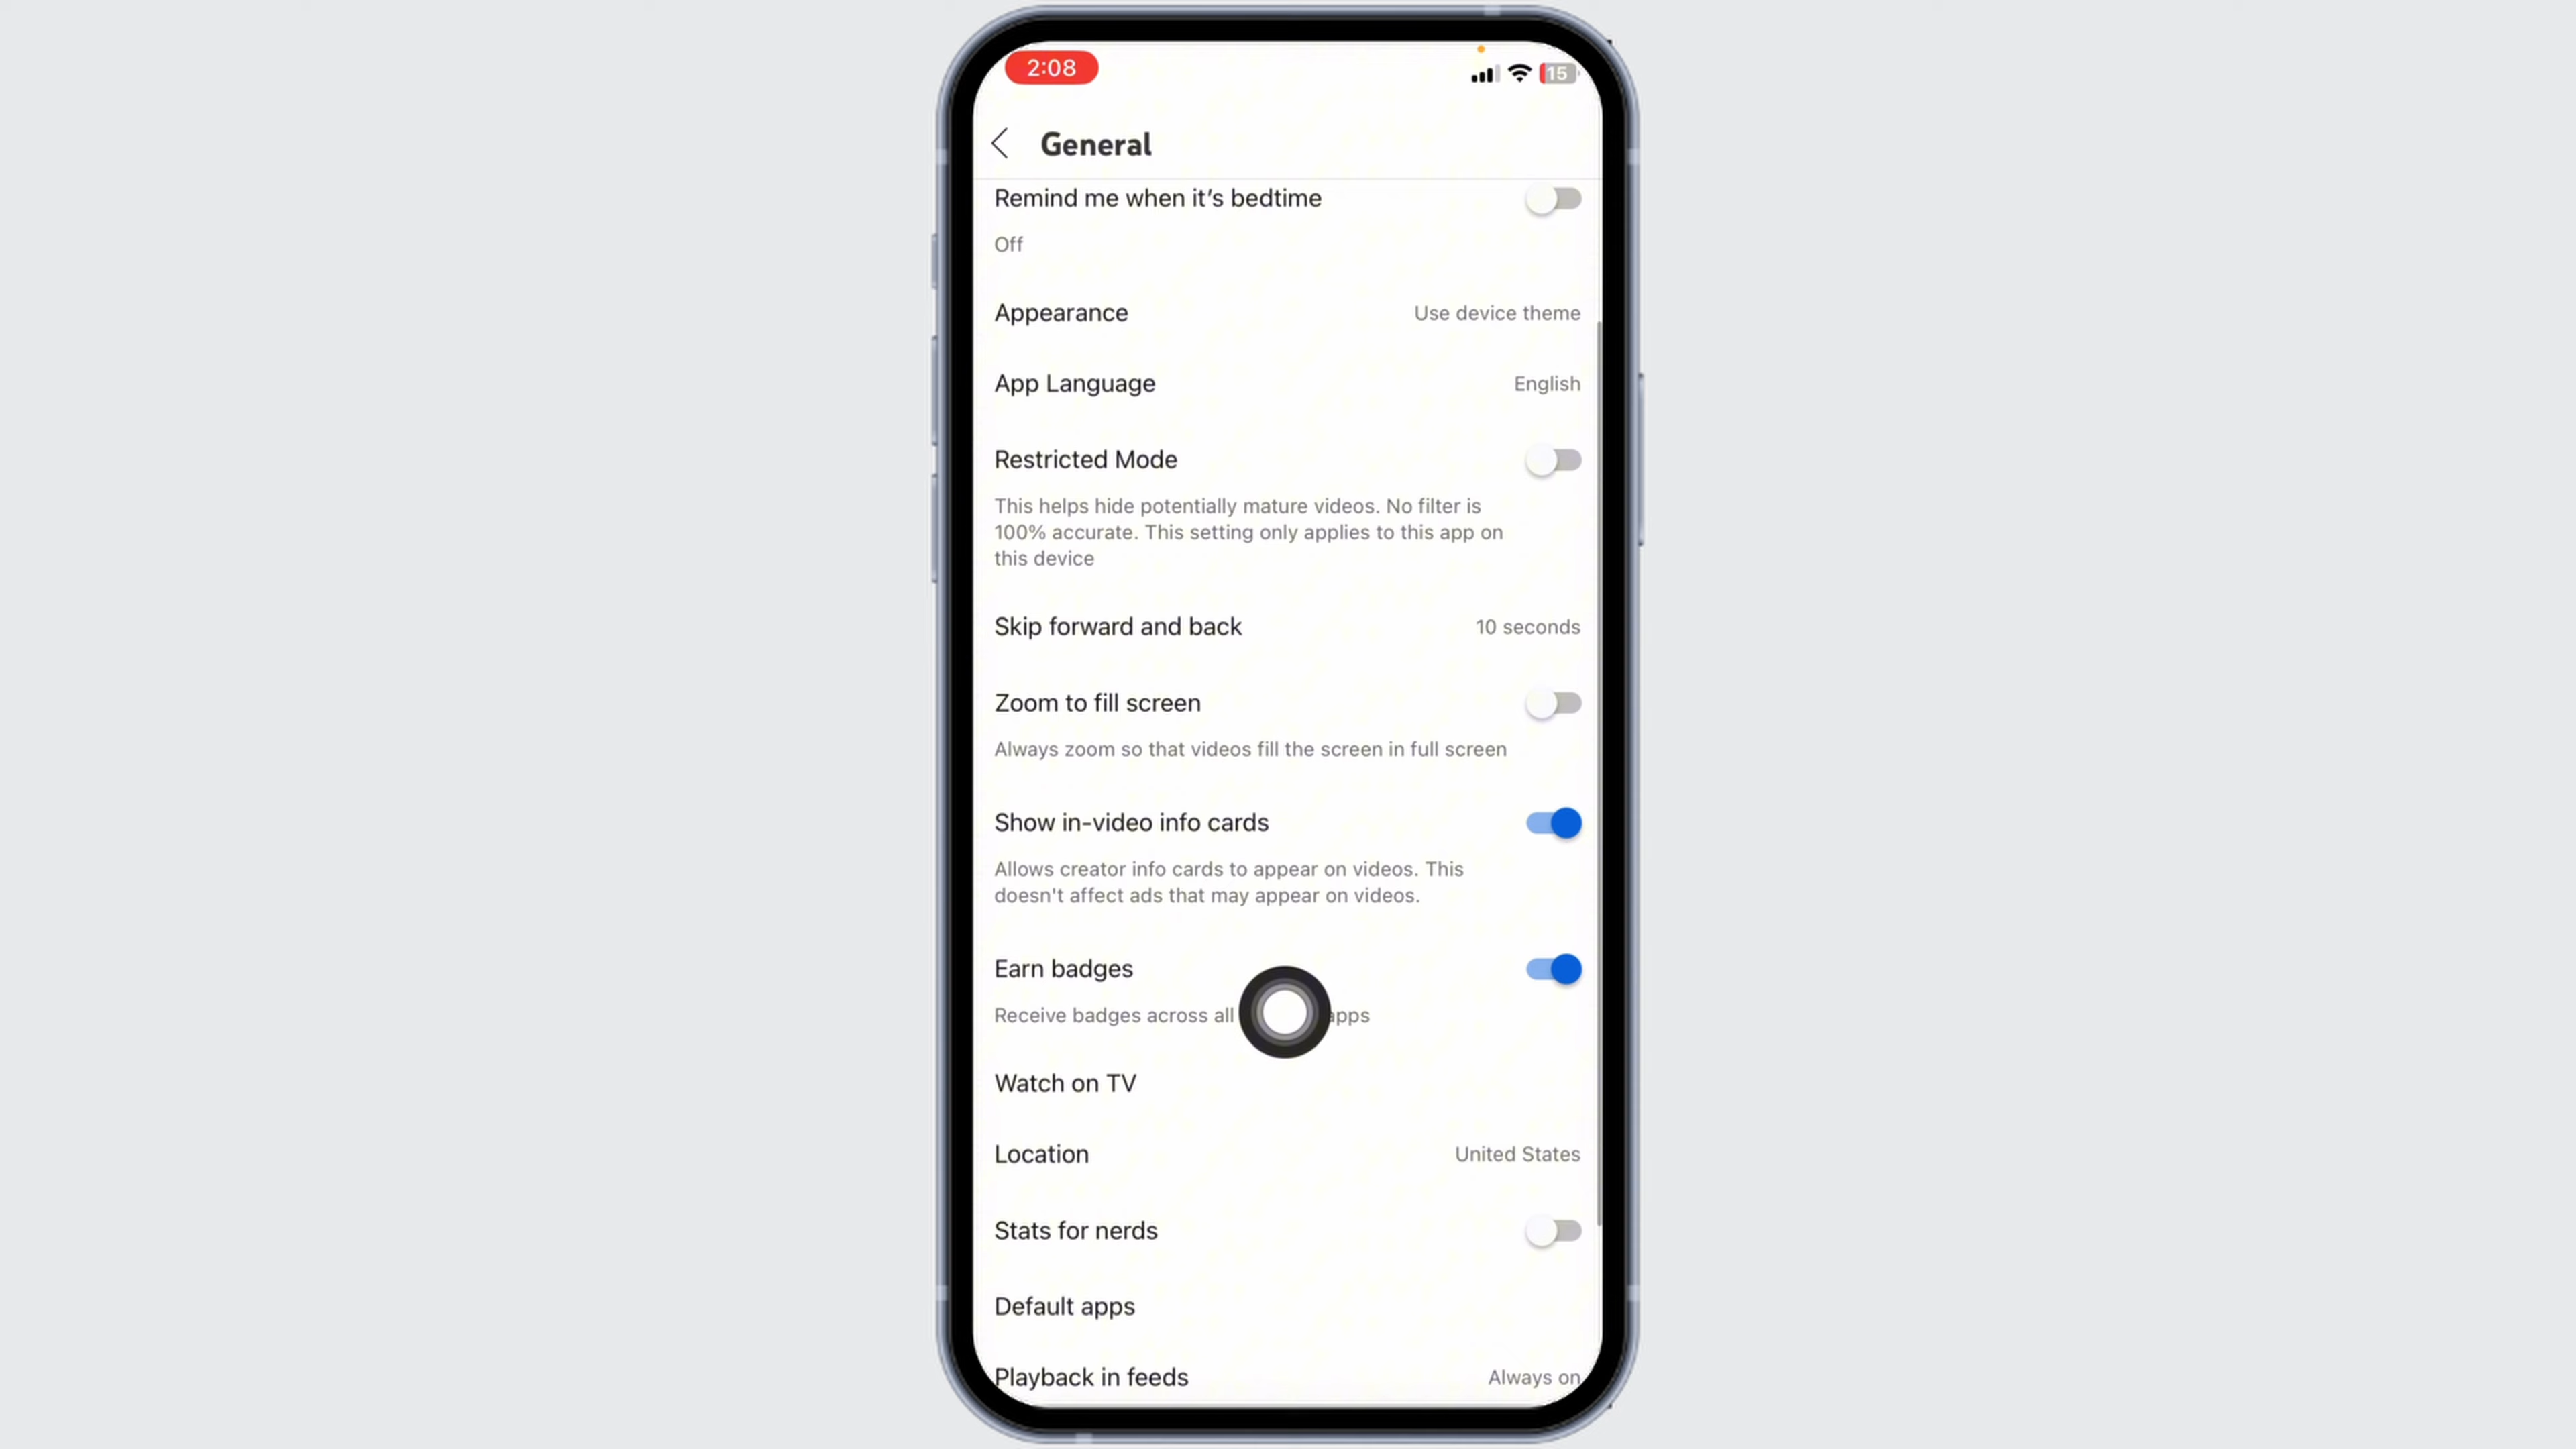 2:08
15
General
Remind me when it's bedtime
Off
Appearance
Use device theme
App Language
English
Restricted Mode
This helps hide potentially mature videos. No filter is
100% accurate. This setting only applies to this app on
this device
Skip forward and back
10 seconds
Zoom to fill screen
Always zoom so that videos fill the screen in full screen
Show in-video info cards
Allows creator info cards to appear on videos. This
doesn't affect ads that may appear on videos.
Earn badges
Receive badges across all apps
Watch on TV
Location
United States
Stats for nerds
Default apps
Playback in feeds
Always on